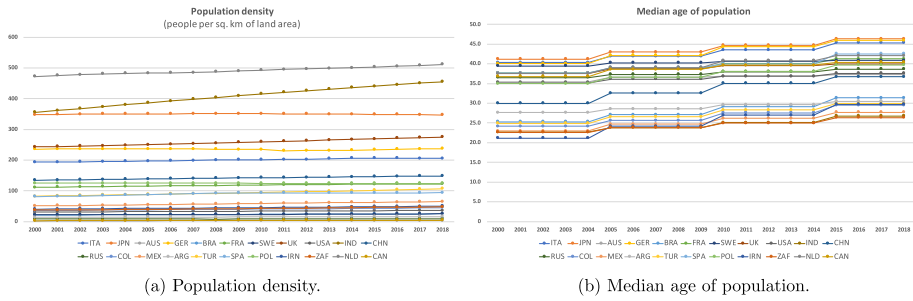 Population density
(people per sq. km of land area)
600
500
400
300
200
100
0
2000 2001 2002 2003 2004 2005 2006 2007 2008 2009 2010 2011 2012 2013 2014 2015 2016 2017 2018
ITA JPN AUS GER BRA FRA SWE UK USA IND CHN
RUS COL MEX ARG TUR SPA POL IRN ZAF NLD CAN
(a) Population density.
Median age of population
50.0
45.0
40.0
35.0
30.0
25.0
20.0
15.0
10.0
5.0
0.0
2000 2001 2002 2003 2004 2005 2006 2007 2008 2009 2010 2011 2012 2013 2014 2015 2016 2017 2018
ITA JPN AUS GER BRA FRA SWE UK USA IND CHN
RUS COL MEX ARG TUR SPA POL IRN ZAF NLD CAN
(b) Median age of population.